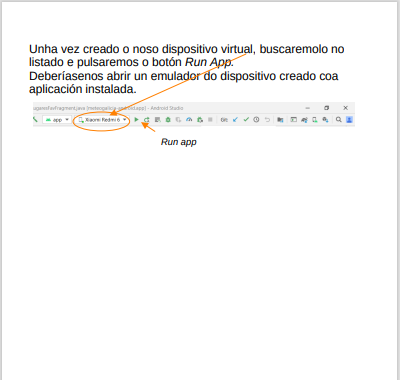 Unha vez creado o noso dispositivo virtual, buscaremolo no
listado e pulsaremos o botón Run App.
Deberíasenos abrir un emulador do dispositivo creado coa
aplicación instalada.
Android Studio
app
Xiaomi Redmi 6
Run app